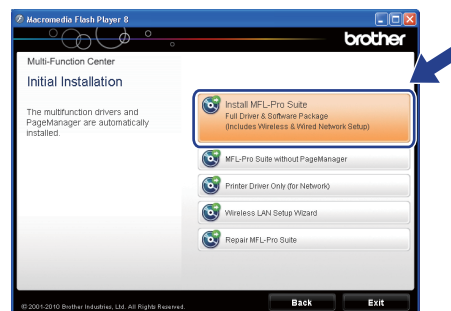 Macromedia Flash Player 8
brother
Multi-Function Center
Initial Installation
The multifunction drivers and
PageManager are automatically
installed.
Install MFL-Pro Suite
Full Driver & Software Package
(Includes Wireless & Wired Network Setup)
MFL-Pro Suite without PageManager
Printer Driver Only (for Network)
Wireless LAN Setup Wizard
Repair MFL-Pro Suite
© 2001-2010 Brother Industries, Ltd. All Rights Reserved.
Back
Exit